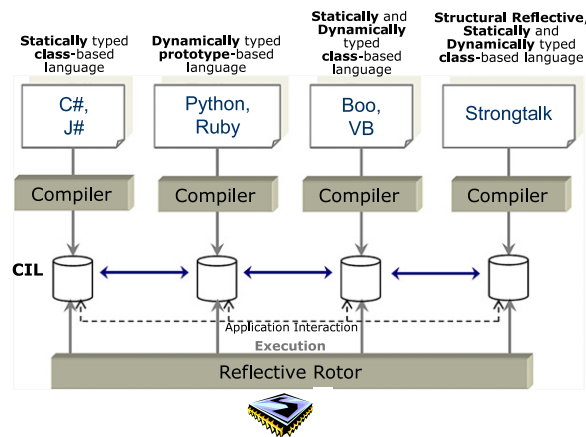 Statically typed
class-based
language
Dynamically typed
prototype-based
language
Statically and
Dynamically
typed
class-based
language
Structural Reflective,
Statically and
Dynamically typed
class-based language
C#,
J#
Python,
Ruby
Boo,
VB
Strongtalk
Compiler
Compiler
Compiler
Compiler
CIL
Application Interaction
Execution
Reflective Rotor